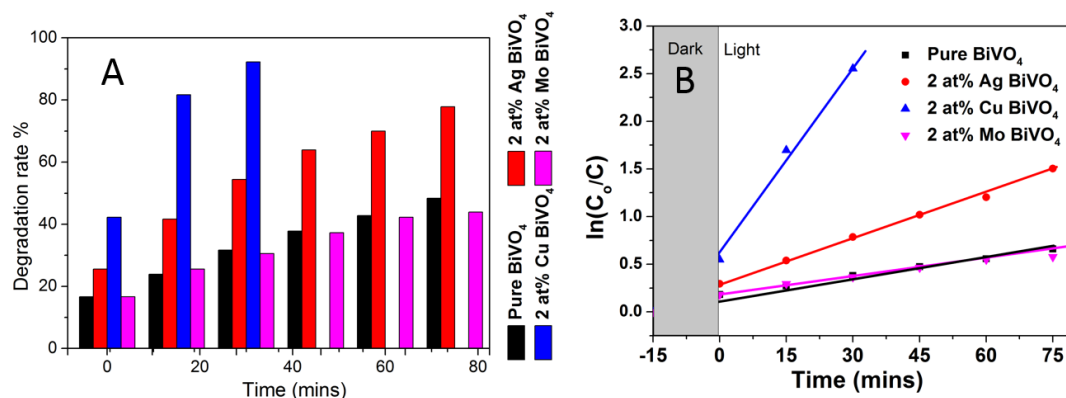 A
100
80
60
40
20
0
Degradation rate %
0 20 40 60 80
Time (mins)
Pure BiVO₄
2 at% Cu BiVO₄
2 at% Ag BiVO₄
2 at% Mo BiVO₄
B
Dark
Light
Pure BiVO₄
2 at% Ag BiVO₄
2 at% Cu BiVO₄
2 at% Mo BiVO₄
3.0
2.5
2.0
1.5
1.0
0.5
0.0
ln(Cₒ/C)
-15 0 15 30 45 60 75
Time (mins)